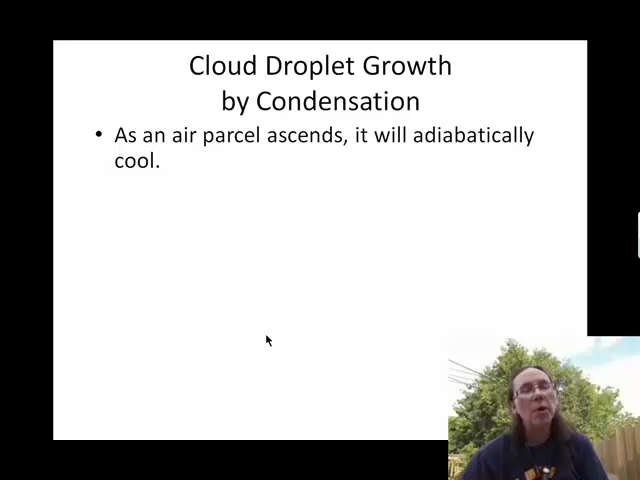 Cloud Droplet Growth
by Condensation
• As an air parcel ascends, it will adiabatically
cool.